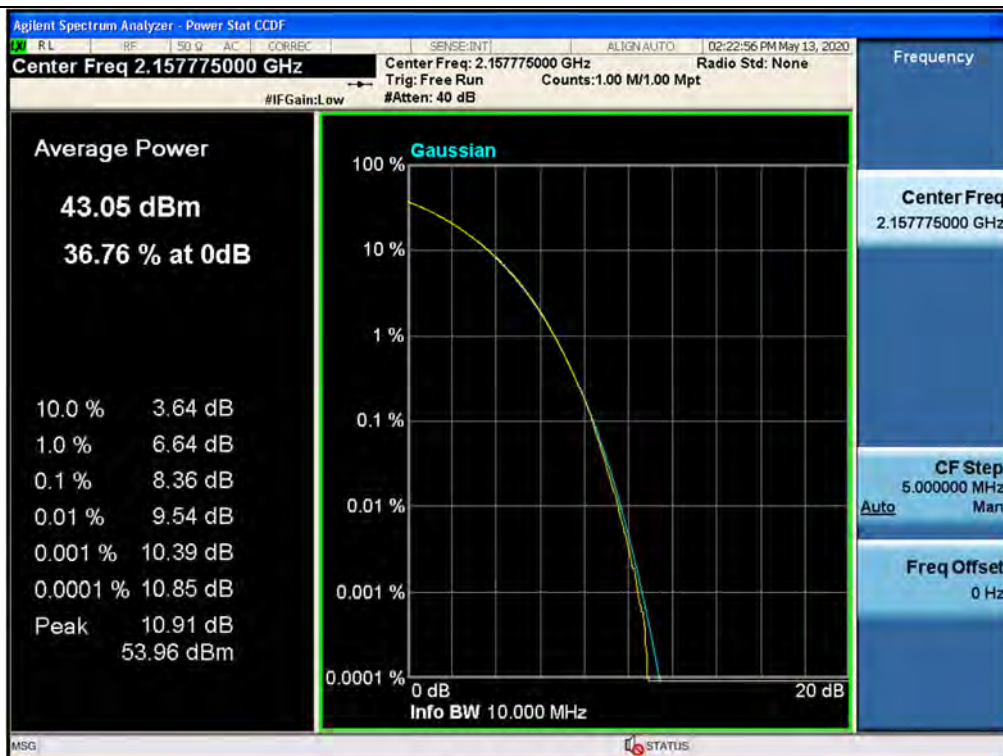 Agilent Spectrum Analyzer - Power Stat CCDF
LXI RL RF 50 Ω AC CORREC SENSE:INT ALIGN AUTO 02:22:56 PM May 13, 2020
Center Freq 2.157775000 GHz
Center Freq: 2.157775000 GHz Radio Std: None
Trig: Free Run Counts:1.00 M/1.00 Mpt
#IFGain:Low #Atten: 40 dB
Frequency
Average Power
43.05 dBm
36.76 % at 0dB
10.0 % 3.64 dB
1.0 % 6.64 dB
0.1 % 8.36 dB
0.01 % 9.54 dB
0.001 % 10.39 dB
0.0001 % 10.85 dB
Peak 10.91 dB
53.96 dBm
Gaussian
100 %
10 %
1 %
0.1 %
0.01 %
0.001 %
0.0001 %
0 dB 20 dB
Info BW 10.000 MHz
Center Freq
2.157775000 GHz
CF Step
5.000000 MHz
Auto Man
Freq Offset
0 Hz
MSG STATUS